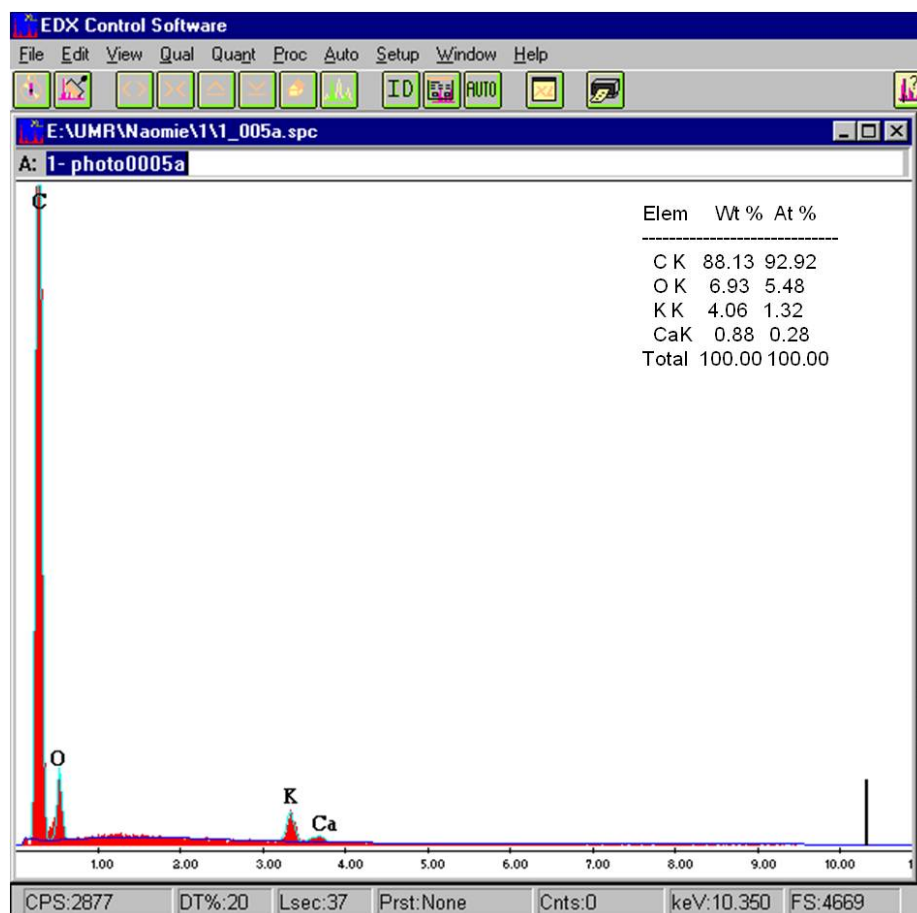 EDX Control Software
File Edit View Qual Quant Proc Auto Setup Window Help
ID AUTO
E:\UMR\Naomie\1\1_005a.spc
A: 1- photo0005a
C
Elem Wt % At %
-----------------------------
C K 88.13 92.92
O K 6.93 5.48
K K 4.06 1.32
CaK 0.88 0.28
Total 100.00 100.00
O
K
Ca
1.00 2.00 3.00 4.00 5.00 6.00 7.00 8.00 9.00 10.00 1
CPS:2877 DT%:20 Lsec:37 Prst:None Cnts:0 keV:10.350 FS:4669